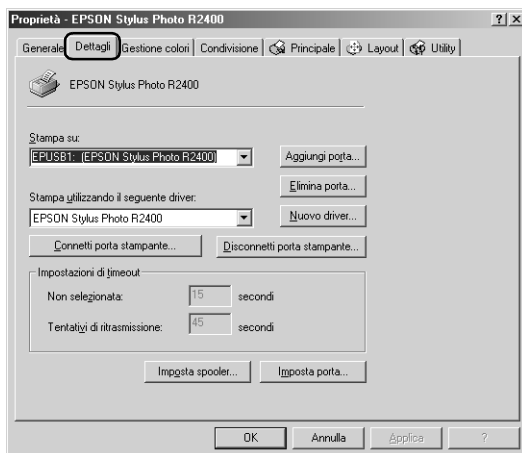 Proprietà - EPSON Stylus Photo R2400 ? ×
Generale Dettagli Gestione colori Condivisione Principale Layout Utility
EPSON Stylus Photo R2400
Stampa su:
EPUSB1: (EPSON Stylus Photo R2400) Aggiungi porta...
Elimina porta...
Stampa utilizzando il seguente driver:
EPSON Stylus Photo R2400 Nuovo driver...
Connetti porta stampante... Disconnetti porta stampante...
Impostazioni di timeout
Non selezionata: 15 secondi
Tentativi di ritrasmissione: 45 secondi
Imposta spooler... Imposta porta...
OK Annulla Applica ?